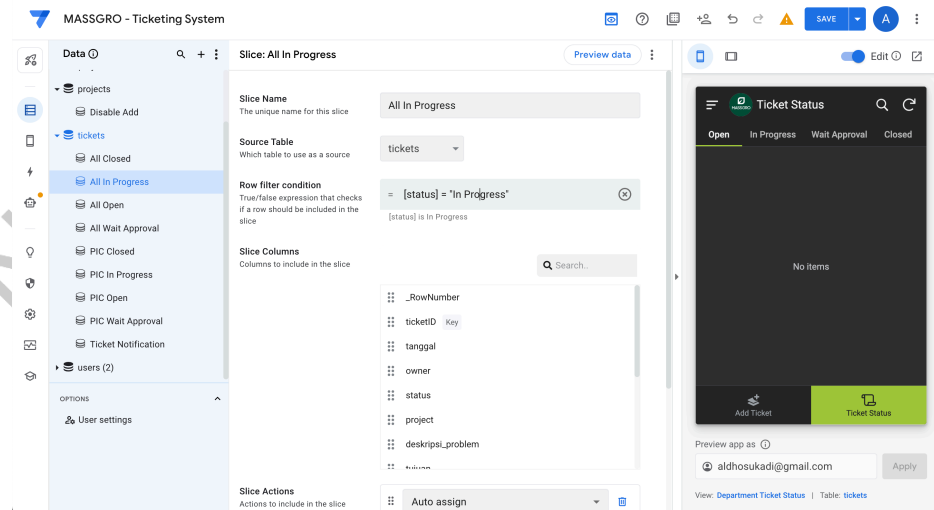 MASSGRO - Ticketing System
SAVE
A
Data
projects
Disable Add
tickets
All Closed
All In Progress
All Open
All Wait Approval
PIC Closed
PIC In Progress
PIC Open
PIC Wait Approval
Ticket Notification
users (2)
OPTIONS
User settings
Slice: All In Progress
Preview data
Slice Name
The unique name for this slice
All In Progress
Source Table
Which table to use as a source
tickets
Row filter condition
True/false expression that checks
if a row should be included in the
slice
= [status] = "In Progress"
[status] is In Progress
Slice Columns
Columns to include in the slice
Search..
_RowNumber
ticketID Key
tanggal
owner
status
project
deskripsi_problem
tujuan
Slice Actions
Actions to include in the slice
Auto assign
Edit
MASSGRO
Ticket Status
Open In Progress Wait Approval Closed
No items
Add Ticket
Ticket Status
Preview app as
aldhosukadi@gmail.com
Apply
View: Department Ticket Status | Table: tickets